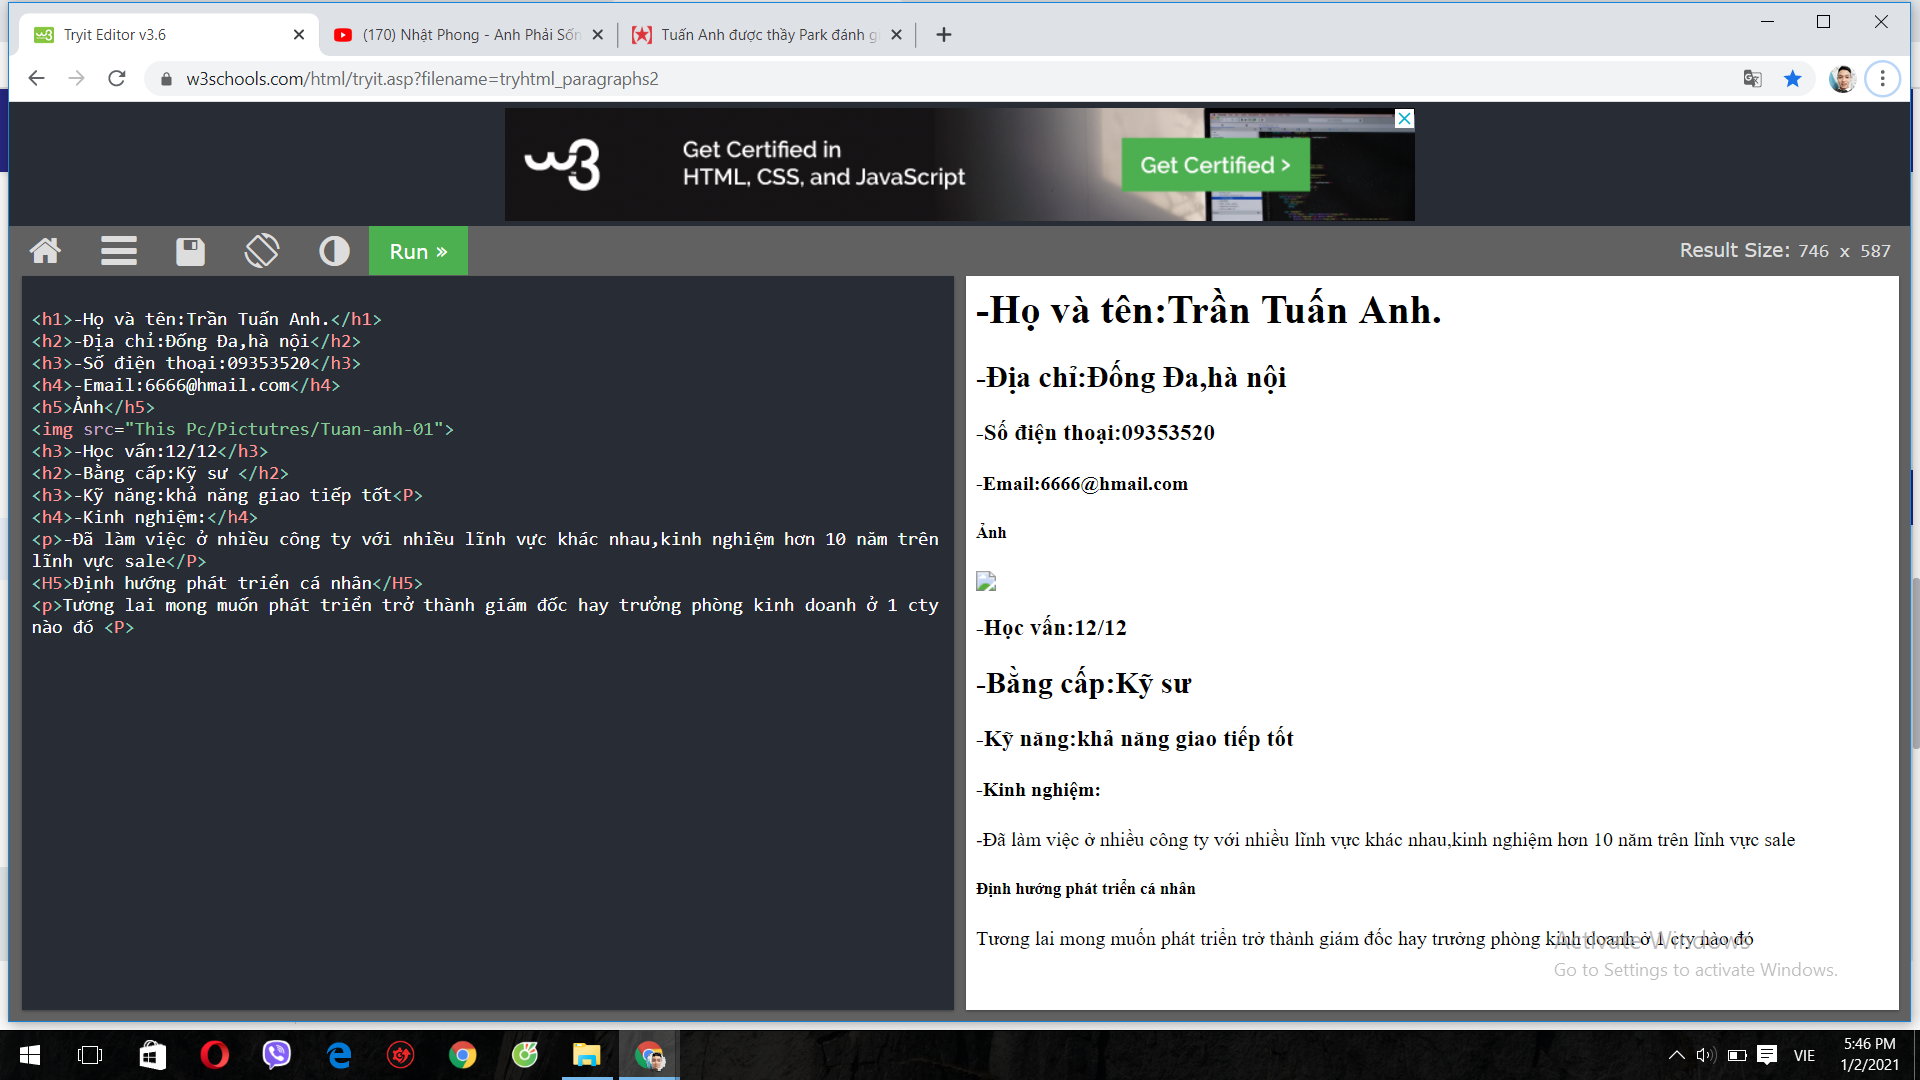 Tryit Editor v3.6
(170) Nhật Phong - Anh Phải Sốn
Tuấn Anh được thầy Park đánh g
w3schools.com/html/tryit.asp?filename=tryhtml_paragraphs2
w3
Get Certified in
HTML, CSS, and JavaScript
Get Certified >
Run »
Result Size: 746 x 587
<h1>-Họ và tên:Trần Tuấn Anh.</h1>
<h2>-Địa chỉ:Đống Đa,hà nội</h2>
<h3>-Số điện thoại:09353520</h3>
<h4>-Email:6666@hmail.com</h4>
<h5>Ảnh</h5>
<img src="This Pc/Pictutres/Tuan-anh-01">
<h3>-Học vấn:12/12</h3>
<h2>-Bằng cấp:Kỹ sư </h2>
<h3>-Kỹ năng:khả năng giao tiếp tốt<P>
<h4>-Kinh nghiệm:</h4>
<p>-Đã làm việc ở nhiều công ty với nhiều lĩnh vực khác nhau,kinh nghiệm hơn 10 năm trên
lĩnh vực sale</P>
<H5>Định hướng phát triển cá nhân</H5>
<p>Tương lai mong muốn phát triển trở thành giám đốc hay trưởng phòng kinh doanh ở 1 cty
nào đó <P>
-Họ và tên:Trần Tuấn Anh.
-Địa chỉ:Đống Đa,hà nội
-Số điện thoại:09353520
-Email:6666@hmail.com
Ảnh
-Học vấn:12/12
-Bằng cấp:Kỹ sư
-Kỹ năng:khả năng giao tiếp tốt
-Kinh nghiệm:
-Đã làm việc ở nhiều công ty với nhiều lĩnh vực khác nhau,kinh nghiệm hơn 10 năm trên lĩnh vực sale
Định hướng phát triển cá nhân
Tương lai mong muốn phát triển trở thành giám đốc hay trưởng phòng kinh doanh ở 1 cty nào đó
Activate Windows
Go to Settings to activate Windows.
VIE
5:46 PM
1/2/2021